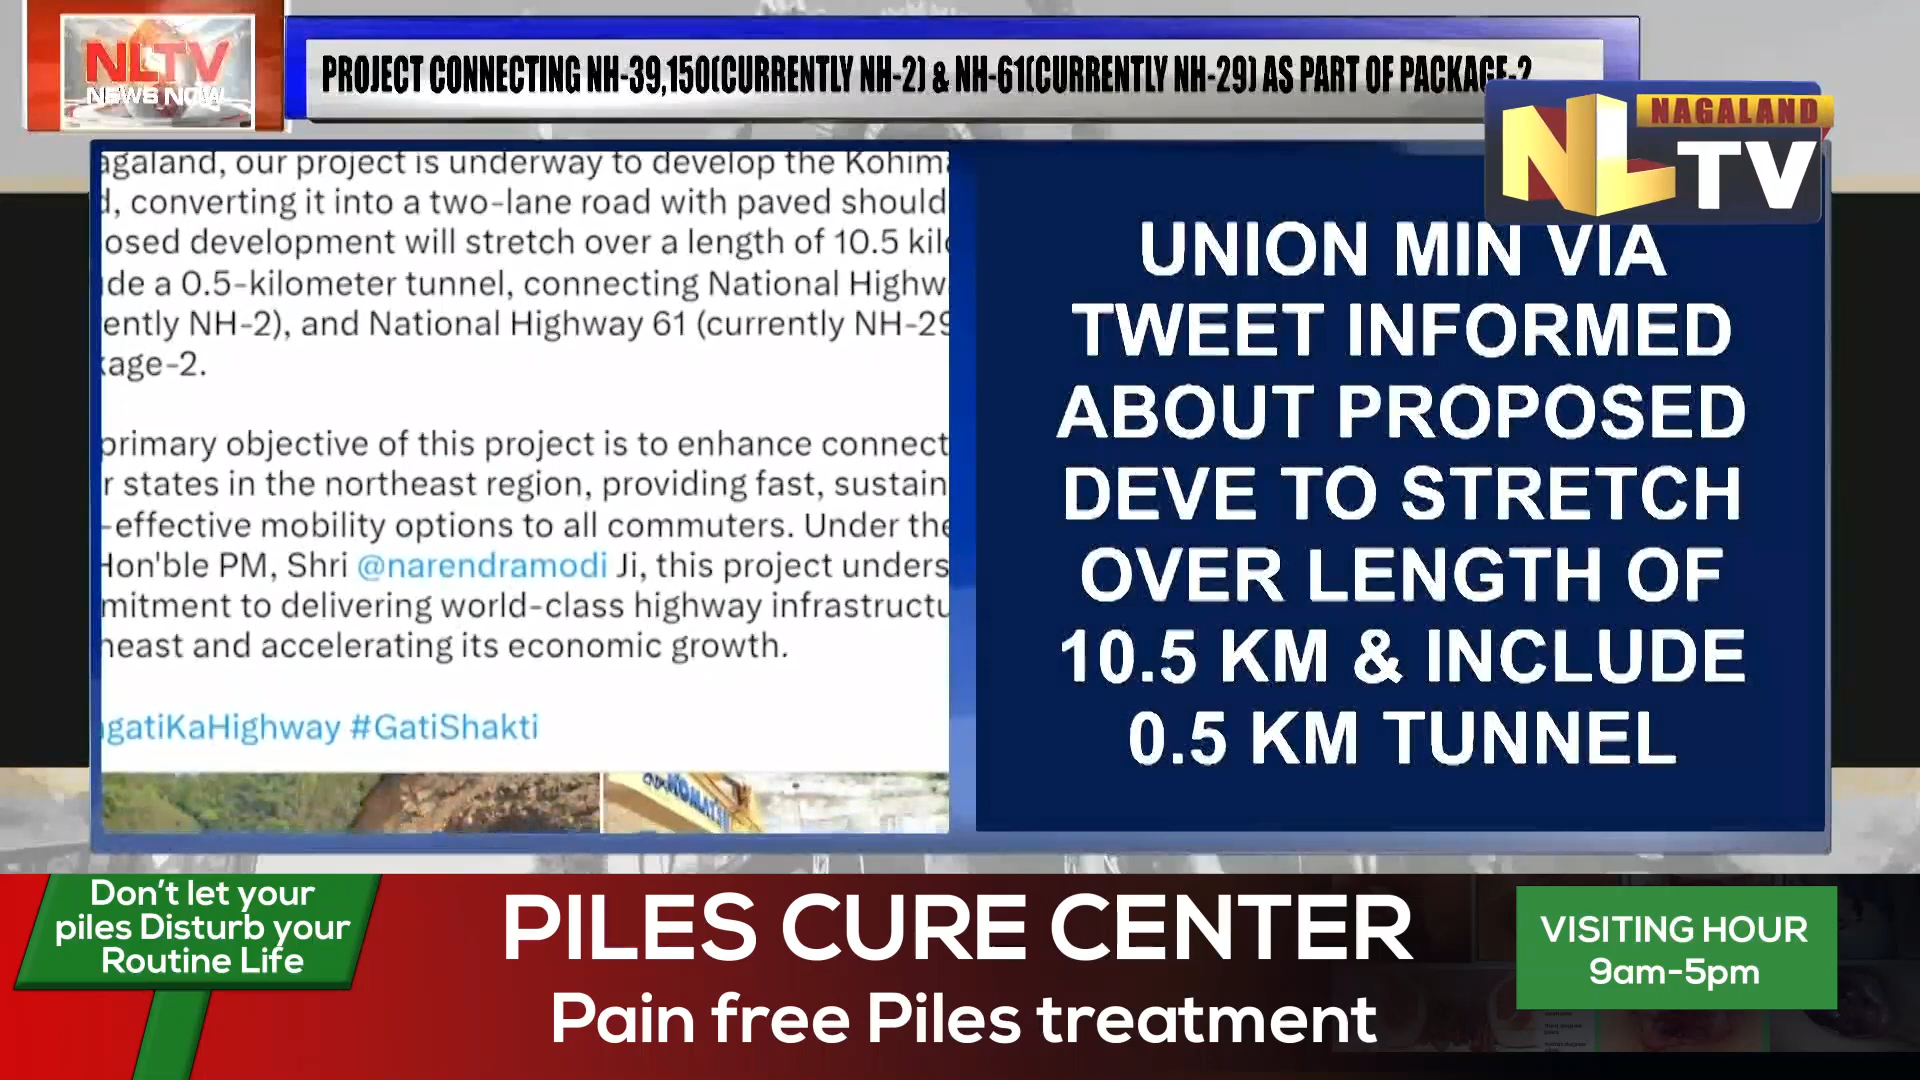 NLTV
NEWS NOW
PROJECT CONNECTING NH-39,150(CURRENTLY NH-2) & NH-61(CURRENTLY NH-29) AS PART OF PACKAGE-2
NAGALAND
NLTV
agaland, our project is underway to develop the Kohima
d, converting it into a two-lane road with paved should
osed development will stretch over a length of 10.5 kilo
de a 0.5-kilometer tunnel, connecting National Highw
ently NH-2), and National Highway 61 (currently NH-29
kage-2.
primary objective of this project is to enhance connect
r states in the northeast region, providing fast, sustain
-effective mobility options to all commuters. Under the
Hon'ble PM, Shri @narendramodi Ji, this project unders
mitment to delivering world-class highway infrastructu
heast and accelerating its economic growth.
gatiKaHighway #GatiShakti
KOMATSU
UNION MIN VIA
TWEET INFORMED
ABOUT PROPOSED
DEVE TO STRETCH
OVER LENGTH OF
10.5 KM & INCLUDE
0.5 KM TUNNEL
Don't let your
piles Disturb your
Routine Life
PILES CURE CENTER
Pain free Piles treatment
VISITING HOUR
9am-5pm